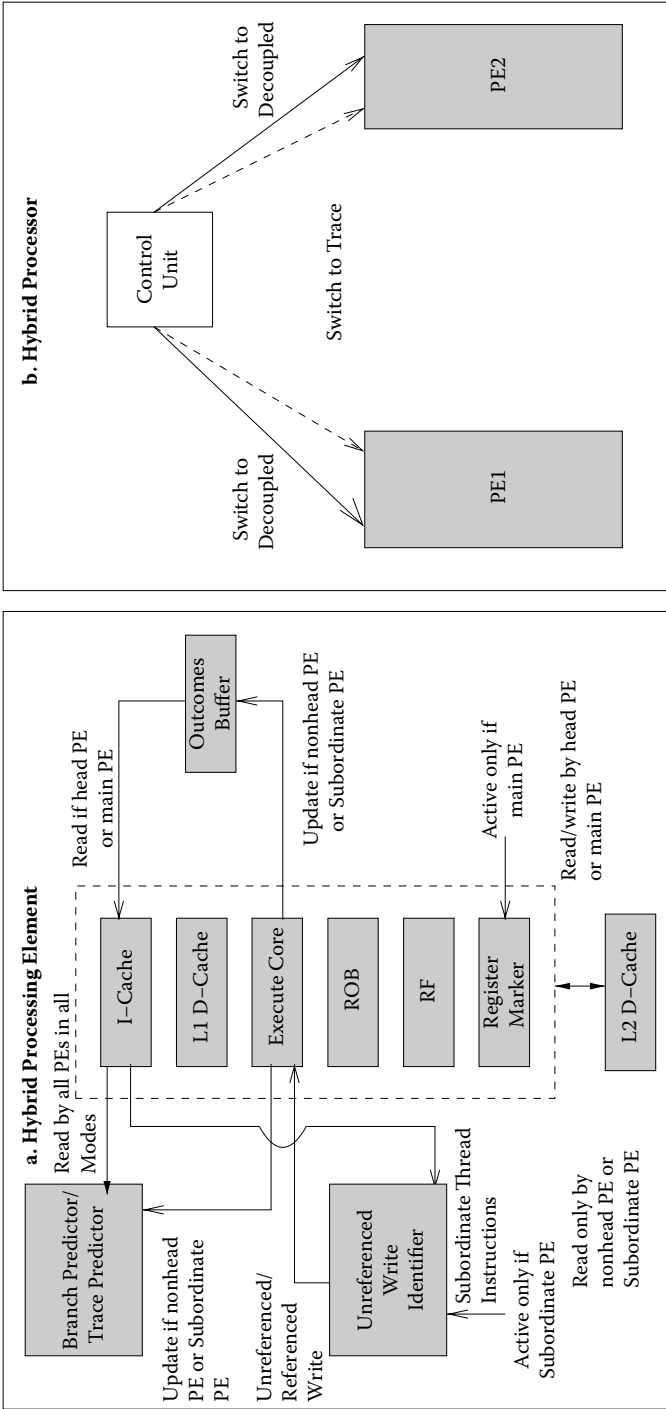 a. Hybrid Processing Element
Branch Predictor/
Trace Predictor
Read by all PEs in all
Modes
Update if nonhead
PE or Subordinate
PE
Unreferenced/
Referenced
Write
Unreferenced
Write
Identifier
Subordinate Thread
Instructions
Active only if
Subordinate PE
Read only by
nonhead PE or
Subordinate PE
I–Cache
L1 D–Cache
Execute Core
ROB
RF
Register
Marker
L2 D–Cache
Read if head PE
or main PE
Outcomes
Buffer
Update if nonhead PE
or Subordinate PE
Active only if
main PE
Read/write by head PE
or main PE
b. Hybrid Processor
Control
Unit
Switch to
Decoupled
Switch to Trace
Switch to
Decoupled
PE1
PE2